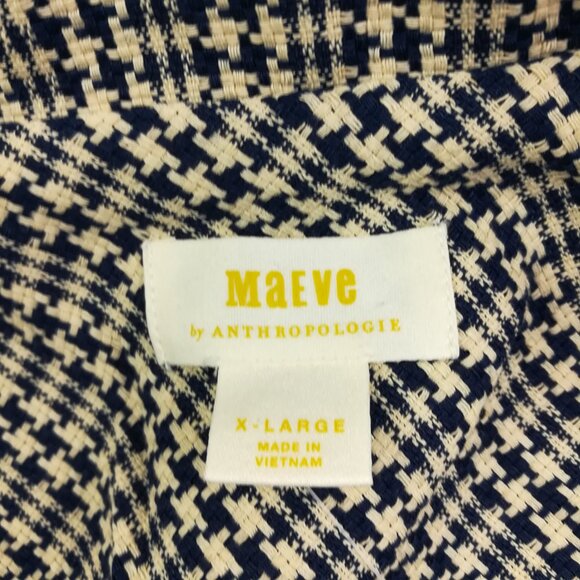 MaEVe
by ANTHROPOLOGIE
X-LARGE
MADE IN
VIETNAM